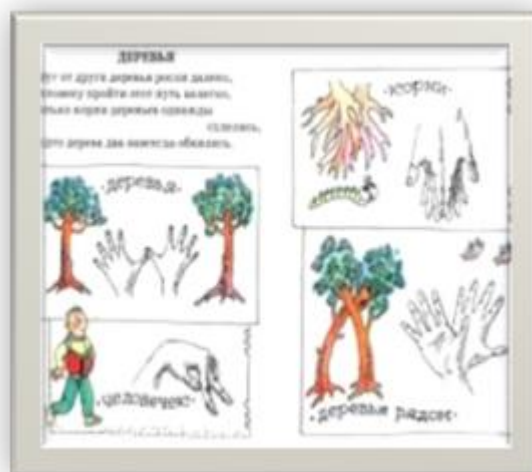 ДЕРЕВЬЯ
от друга деревья росли далеко,
пройти этот путь нелегко,
корни деревьев однажды
дерева два навсегда обнялись.
·деревья·
·человечек·
·корни·
·деревья рядом·